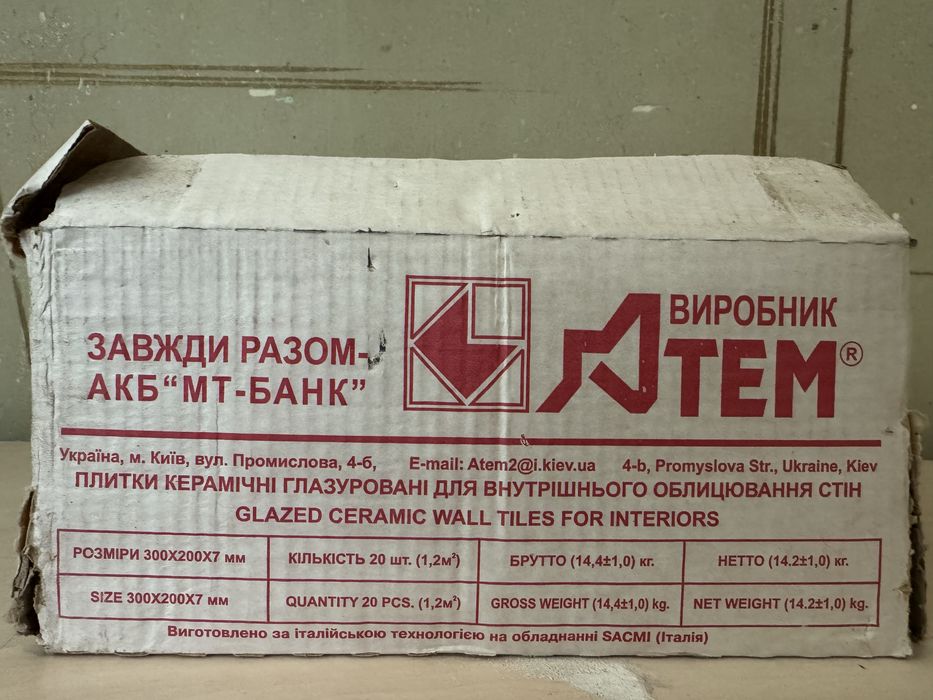 ЗАВЖДИ РАЗОМ-
АКБ “МТ-БАНК”
ВИРОБНИК
АТЕМ®
Україна, м. Київ, вул. Промислова, 4-б, E-mail: Atem2@i.kiev.ua 4-b, Promyslova Str., Ukraine, Kiev
ПЛИТКИ КЕРАМІЧНІ ГЛАЗУРОВАНІ ДЛЯ ВНУТРІШНЬОГО ОБЛИЦЮВАННЯ СТІН
GLAZED CERAMIC WALL TILES FOR INTERIORS
РОЗМІРИ 300Х200Х7 мм КІЛЬКІСТЬ 20 шт. (1,2м²) БРУТТО (14,4±1,0) кг. НЕТТО (14.2±1,0) кг.
SIZE 300X200X7 мм QUANTITY 20 PCS. (1,2м²) GROSS WEIGHT (14,4±1,0) kg. NET WEIGHT (14.2±1,0) kg.
Виготовлено за італійською технологією на обладнанні SACMI (Італія)